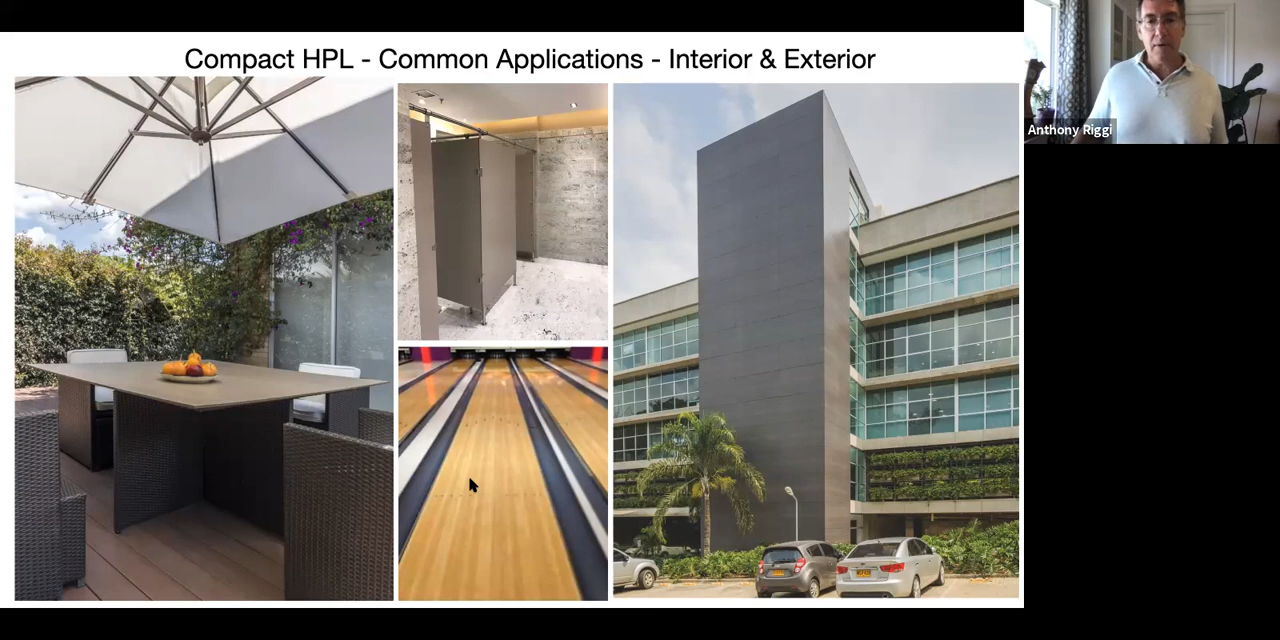 Compact HPL - Common Applications - Interior & Exterior
Anthony Riggi